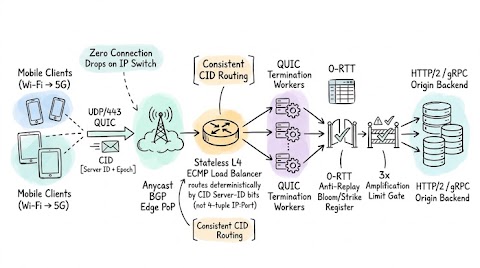 Mobile Clients
(Wi-Fi → 5G)
Mobile Clients
(Wi-Fi → 5G)
Zero Connection
Drops on IP Switch
UDP/443
QUIC
CID
[Server ID + Epoch]
Anycast
BGP
Edge PoP
Consistent
CID Routing
Stateless L4
ECMP Load Balancer
routes deterministically
by CID Server-ID bits
(not 4-tuple IP:Port)
Consistent
CID Routing
QUIC
Termination
Workers
QUIC
Termination
Workers
0-RTT
0-RTT
Anti-Replay
Bloom/Strike
Register
3x
Amplification
Limit Gate
HTTP/2 / gRPC
Origin Backend
HTTP/2 / gRPC
Origin Backend